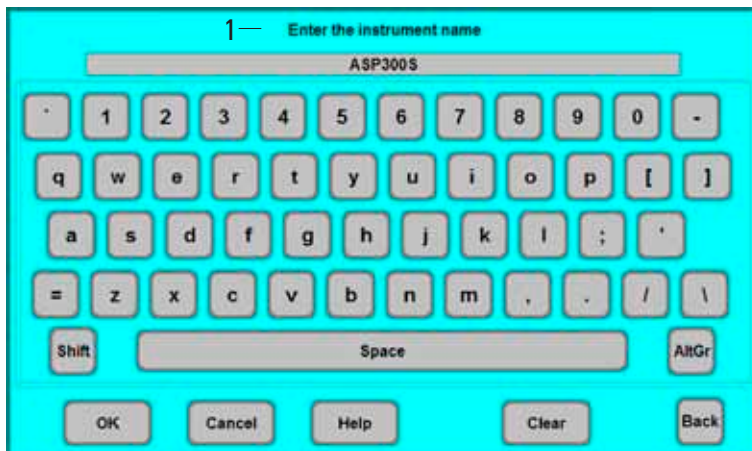 1— Enter the instrument name
ASP300S
` 1 2 3 4 5 6 7 8 9 0 -
q w e r t y u i o p [ ]
a s d f g h j k l ; '
= z x c v b n m , . / \
Shift Space AltGr
OK Cancel Help Clear Back